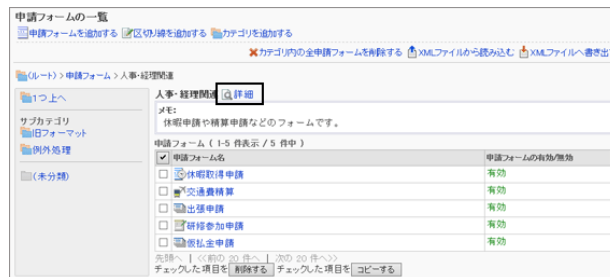 申請フォームの一覧
申請フォームを追加する 区切り線を追加する カテゴリを追加する
カテゴリ内の全申請フォームを削除する XMLファイルから読み込む XMLファイルへ書き出
(ルート) > 申請フォーム > 人事・経理関連
1つ上へ
サブカテゴリ
旧フォーマット
例外処理
(未分類)
人事・経理関連 詳細
メモ:
休暇申請や精算申請などのフォームです。
申請フォーム ( 1-5 件表示 / 5 件中 )
申請フォーム名 申請フォームの有効/無効
休暇取得申請 有効
交通費精算 有効
出張申請 有効
研修参加申請 有効
仮払金申請 有効
先頭へ | <<前の 20 件へ | 次の 20 件へ>>
チェックした項目を 削除する チェックした項目を コピーする